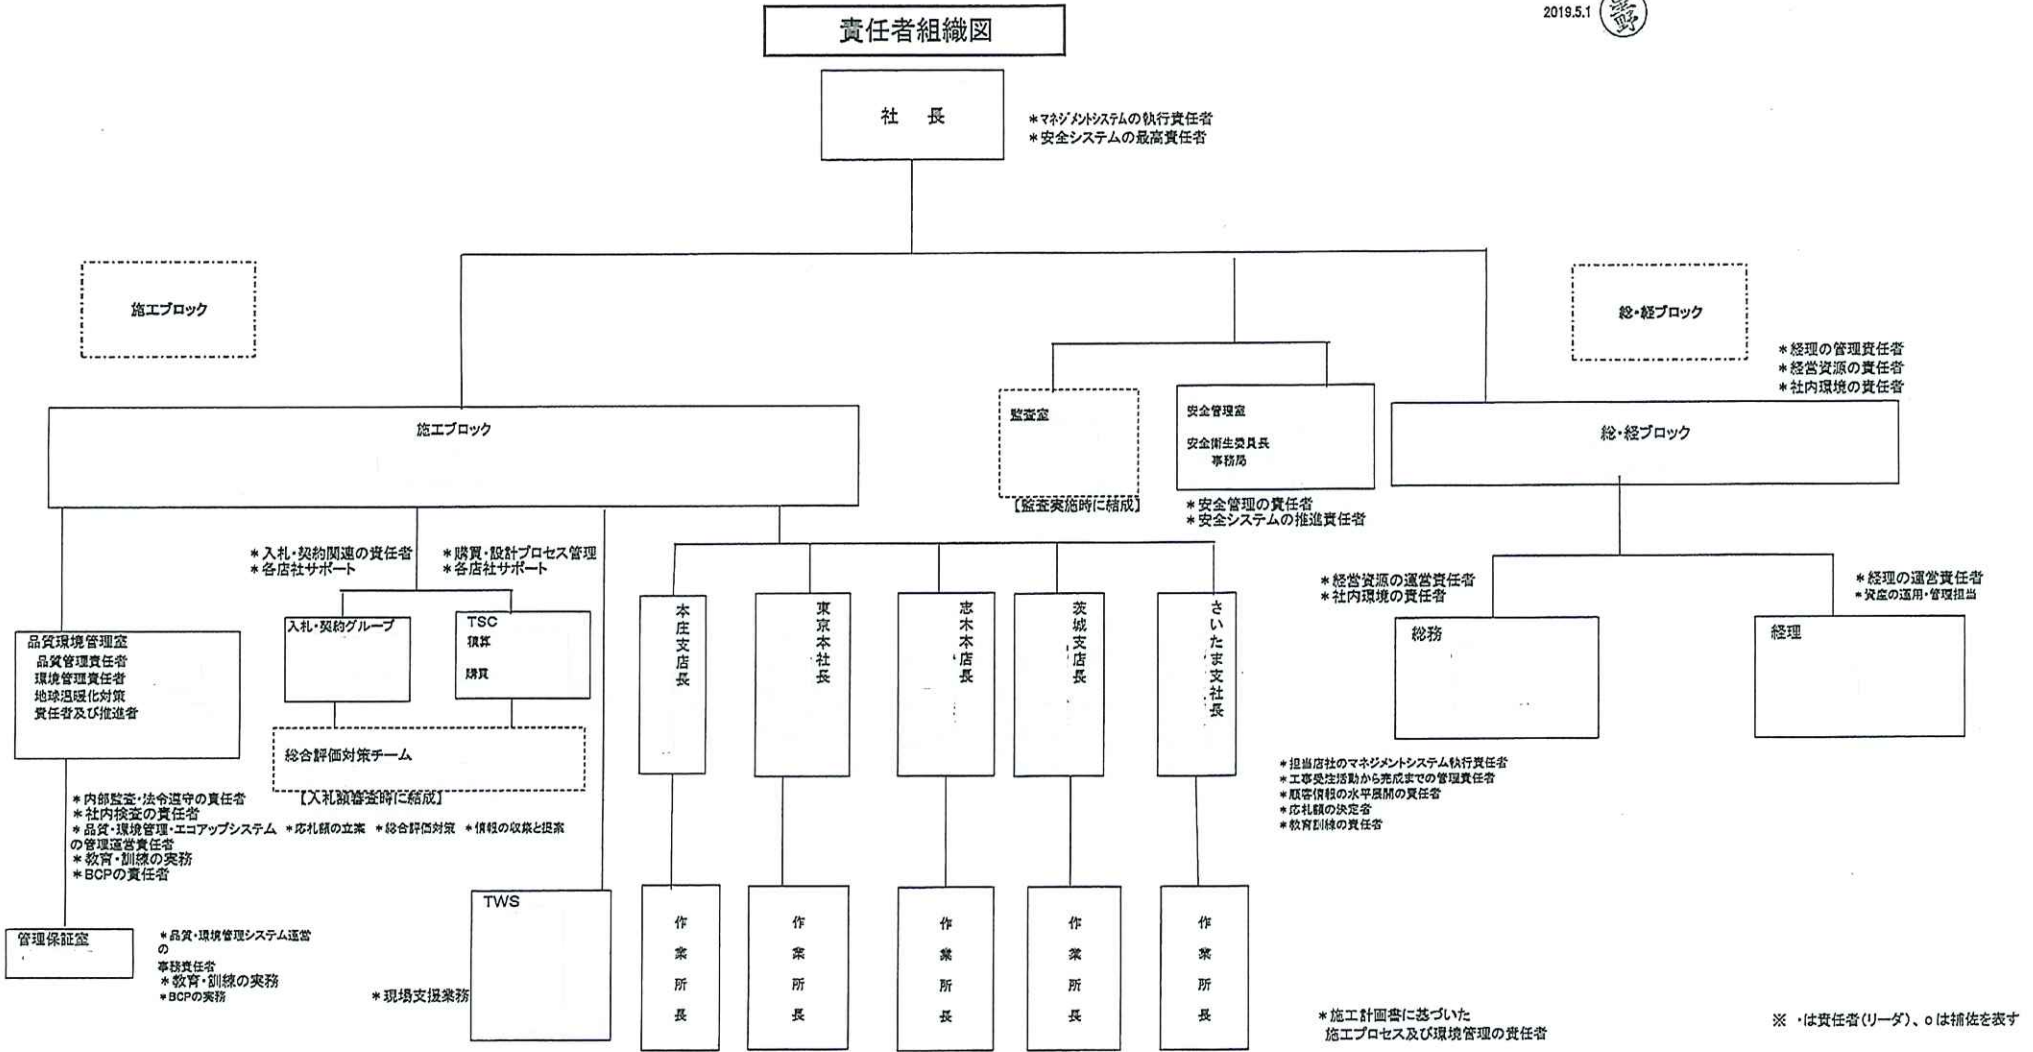 2019.5.1
星野
責任者組織図
社　長
＊マネジメントシステムの執行責任者
＊安全システムの最高責任者
施工ブロック
総・経ブロック
＊経理の管理責任者
＊経営資源の責任者
＊社内環境の責任者
施工ブロック
監査室
【監査実施時に結成】
安全管理室
安全衛生委員長
事務局
＊安全管理の責任者
＊安全システムの推進責任者
総・経ブロック
＊入札・契約関連の責任者
＊各店社サポート
＊購買・設計プロセス管理
＊各店社サポート
＊経営資源の運営責任者
＊社内環境の責任者
＊経理の運営責任者
＊資産の運用・管理担当
品質環境管理室
品質管理責任者
環境管理責任者
地球温暖化対策
責任者及び推進者
入札・契約グループ
TSC
積算
購買
総合評価対策チーム
【入札額審査時に結成】
＊応札額の立案　＊総合評価対策　＊情報の収集と提案
本庄支店長
東京本社長
志木本店長
茨城支店長
さいたま支社長
総務
経理
＊内部監査・法令遵守の責任者
＊社内検査の責任者
＊品質・環境管理・エコアップシステム
の管理運営責任者
＊教育・訓練の実務
＊BCPの責任者
＊担当店社のマネジメントシステム執行責任者
＊工事受注活動から完成までの管理責任者
＊顧客情報の水平展開の責任者
＊応札額の決定者
＊教育訓練の責任者
管理保証室
＊品質・環境管理システム運営
の
事務責任者
＊教育・訓練の実務
＊BCPの実務
＊現場支援業務
TWS
作業所長
作業所長
作業所長
作業所長
作業所長
＊施工計画書に基づいた
施工プロセス及び環境管理の責任者
※　・は責任者(リーダ)、oは補佐を表す